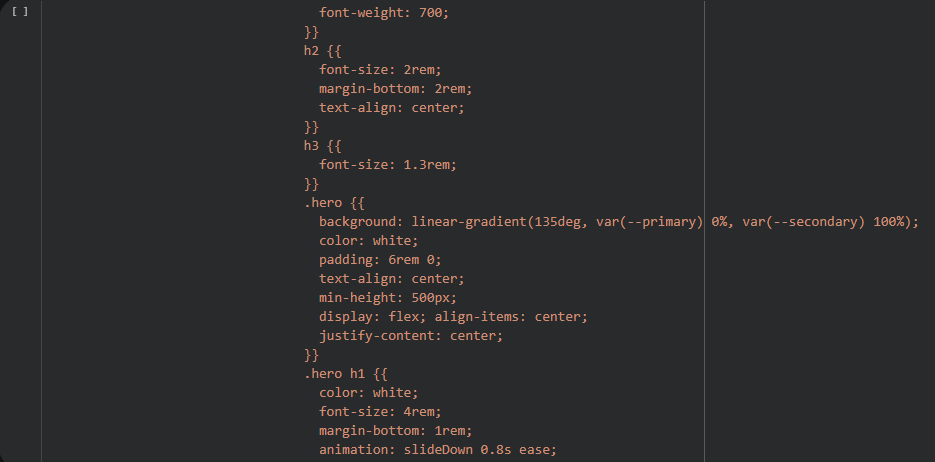 [ ]
font-weight: 700;
}}
h2 {{
font-size: 2rem;
margin-bottom: 2rem;
text-align: center;
}}
h3 {{
font-size: 1.3rem;
}}
.hero {{
background: linear-gradient(135deg, var(--primary) 0%, var(--secondary) 100%);
color: white;
padding: 6rem 0;
text-align: center;
min-height: 500px;
display: flex; align-items: center;
justify-content: center;
}}
.hero h1 {{
color: white;
font-size: 4rem;
margin-bottom: 1rem;
animation: slideDown 0.8s ease;